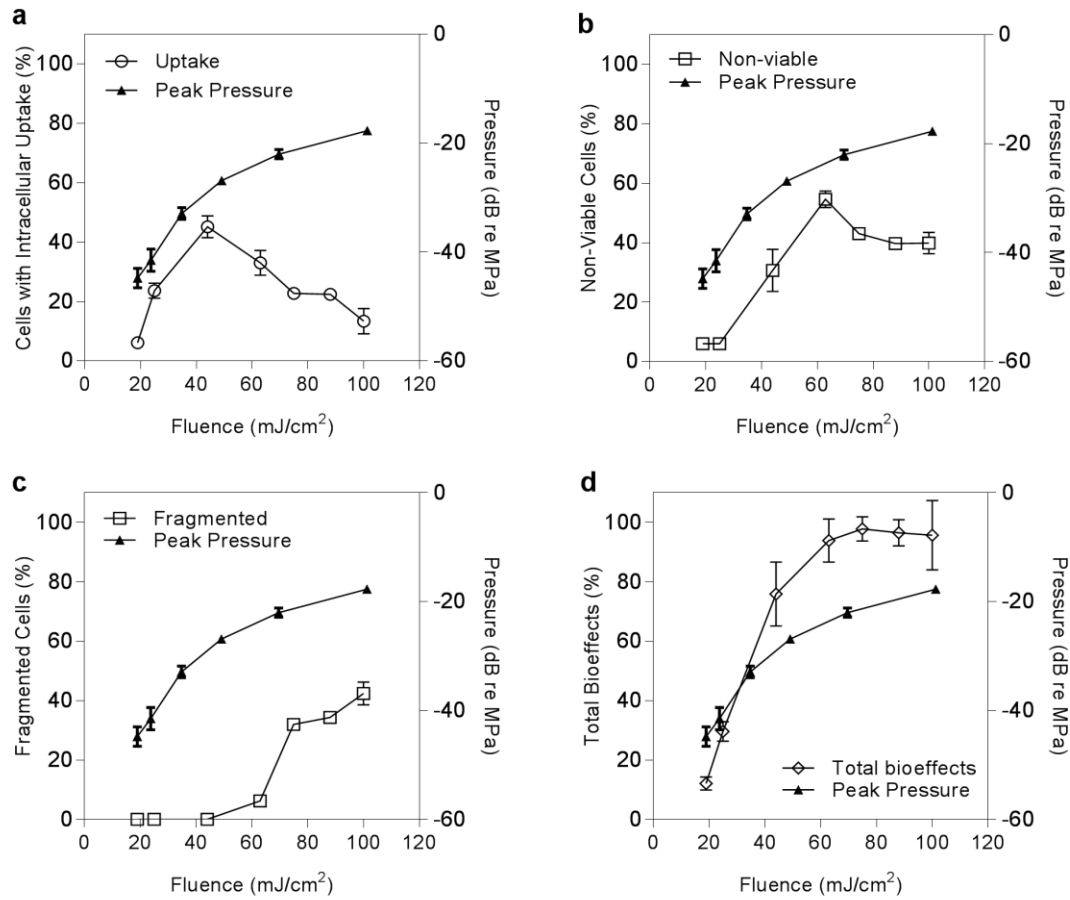 a
Cells with Intracellular Uptake (%)
100
80
60
40
20
0
Uptake
Peak Pressure
0
-20
-40
-60
Pressure (dB re MPa)
0 20 40 60 80 100 120
Fluence (mJ/cm²)
b
Non-Viable Cells (%)
100
80
60
40
20
0
Non-viable
Peak Pressure
0
-20
-40
-60
Pressure (dB re MPa)
0 20 40 60 80 100 120
Fluence (mJ/cm²)
c
Fragmented Cells (%)
100
80
60
40
20
0
Fragmented
Peak Pressure
0
-20
-40
-60
Pressure (dB re MPa)
0 20 40 60 80 100 120
Fluence (mJ/cm²)
d
Total Bioeffects (%)
100
80
60
40
20
0
Total bioeffects
Peak Pressure
0
-20
-40
-60
Pressure (dB re MPa)
0 20 40 60 80 100 120
Fluence (mJ/cm²)